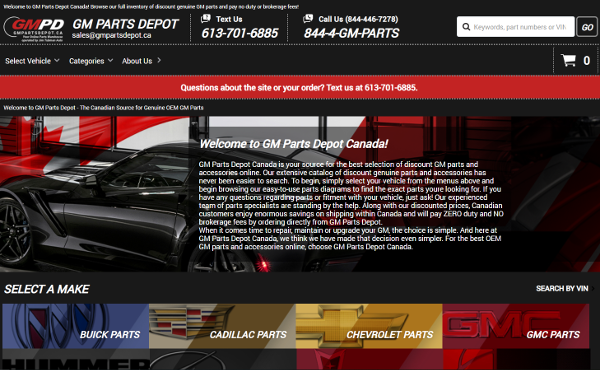 Welcome to GM Parts Depot Canada! Browse our full inventory of discount genuine GM parts and pay no duty or brokerage fees!
GMPD
GMPARTSDEPOT.CA
GM PARTS DEPOT
sales@gmpartsdepot.ca
Text Us
613-701-6885
Call Us (844-446-7278)
844-4-GM-PARTS
Keywords, part numbers or VIN
GO
Select Vehicle
Categories
About Us
0
Questions about the site or your order? Text us at 613-701-6885.
Welcome to GM Parts Depot - The Canadian Source for Genuine OEM GM Parts
Welcome to GM Parts Depot Canada!
GM Parts Depot Canada is your source for the best selection of discount GM parts and
accessories online. Our extensive catalog of discount genuine parts and accessories has
never been easier to search. To begin, simply select your vehicle from the menus above and
begin browsing our easy-to-use parts diagrams to find the exact parts youre looking for. If you
have any questions regarding parts or fitment with your vehicle, just ask! Our experienced
team of parts specialists are standing by the help. Along with our discounted prices, Canadian
customers enjoy enormous savings on shipping within Canada and will pay ZERO duty and NO
brokerage fees by ordering directly from GM Parts Depot.
When it comes time to repair, maintain or upgrade your GM, the choice is simple. And here at
GM Parts Depot Canada, we think we have made that decision even simpler. For the best OEM
GM parts and accessories online, choose GM Parts Depot Canada.
SELECT A MAKE
SEARCH BY VIN
BUICK PARTS
CADILLAC PARTS
CHEVROLET PARTS
GMC
GMC PARTS
HUMMER